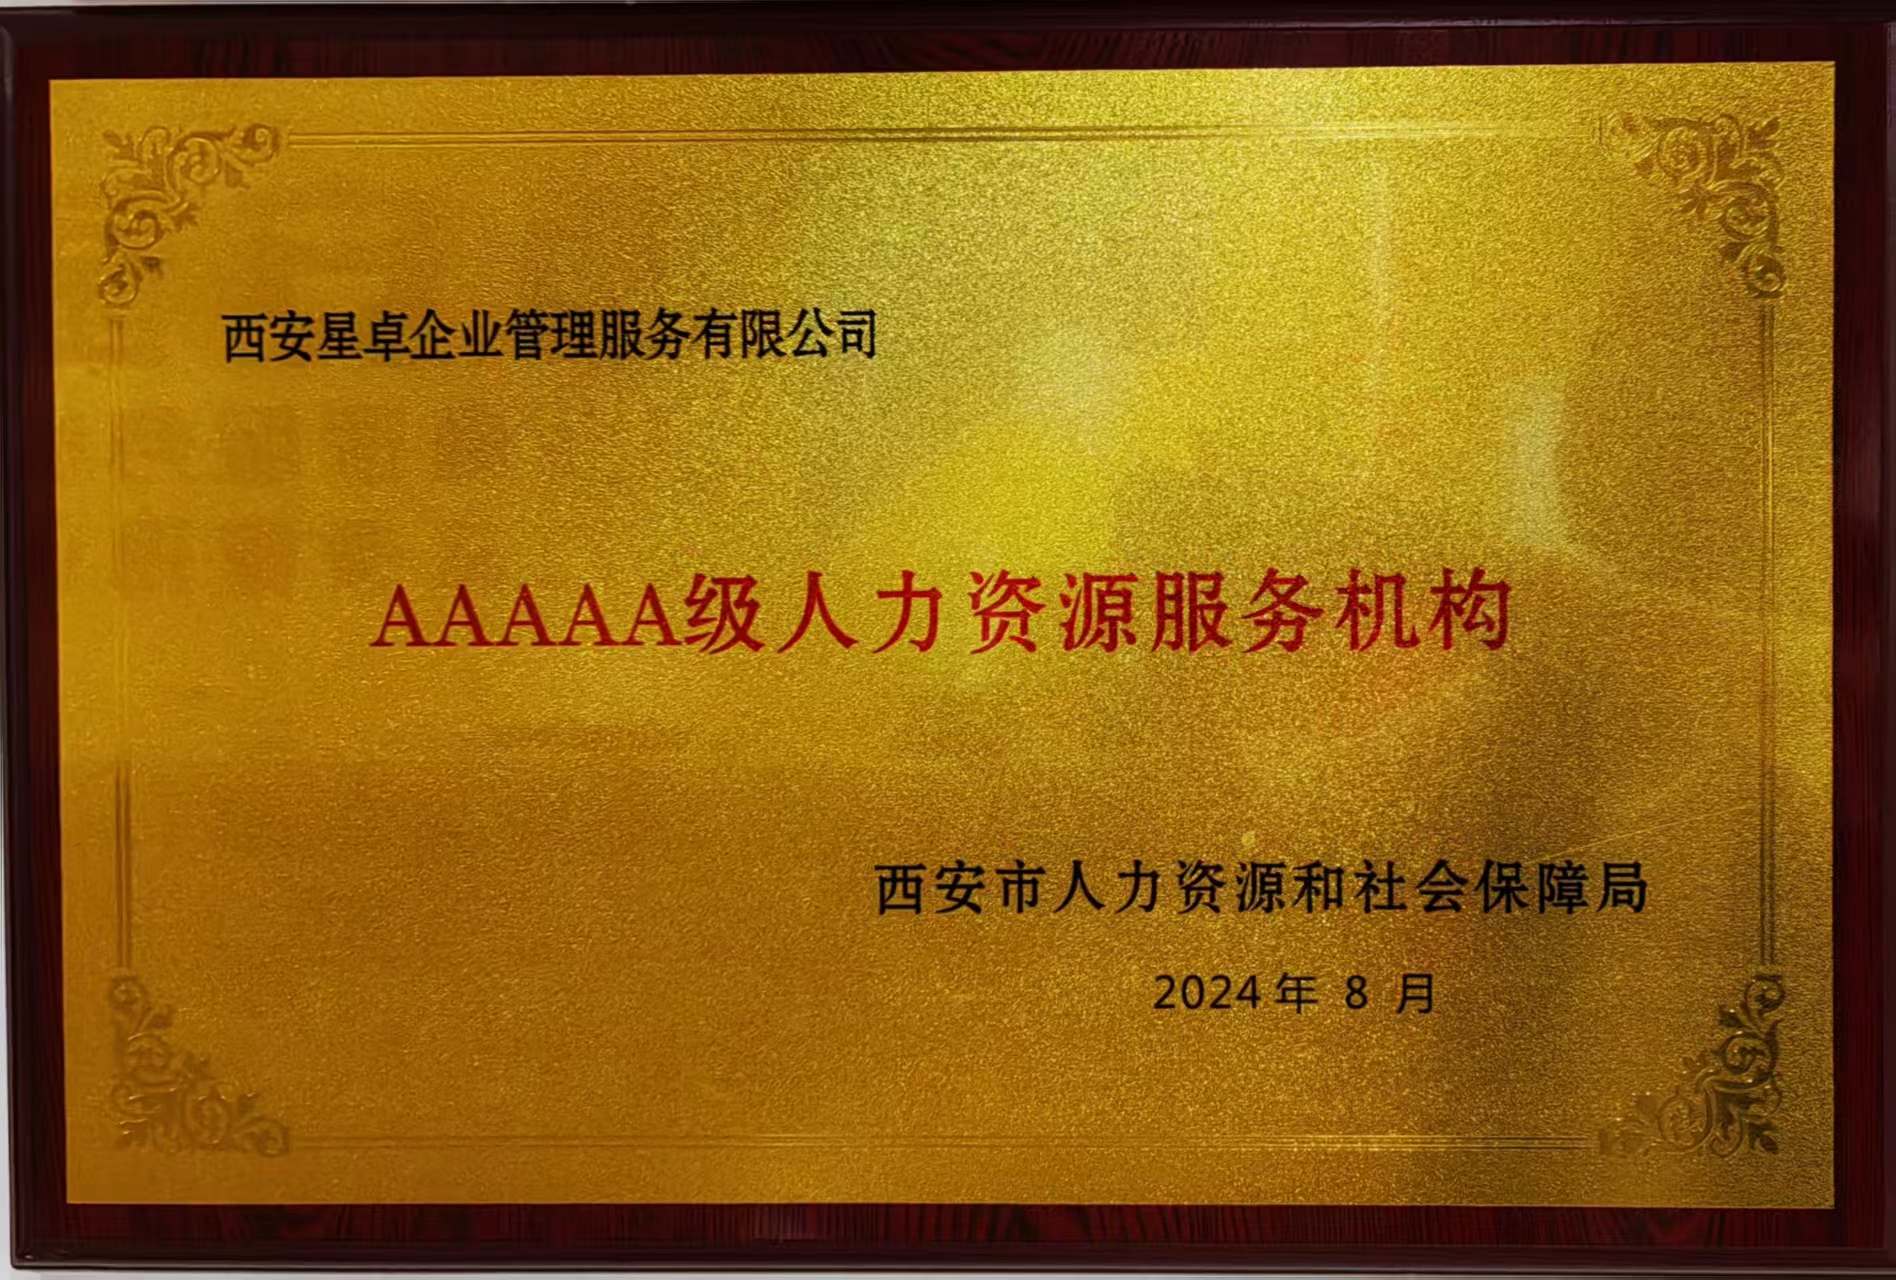 西安星卓企业管理服务有限公司
AAAAA级人力资源服务机构
西安市人力资源和社会保障局
2024年 8 月